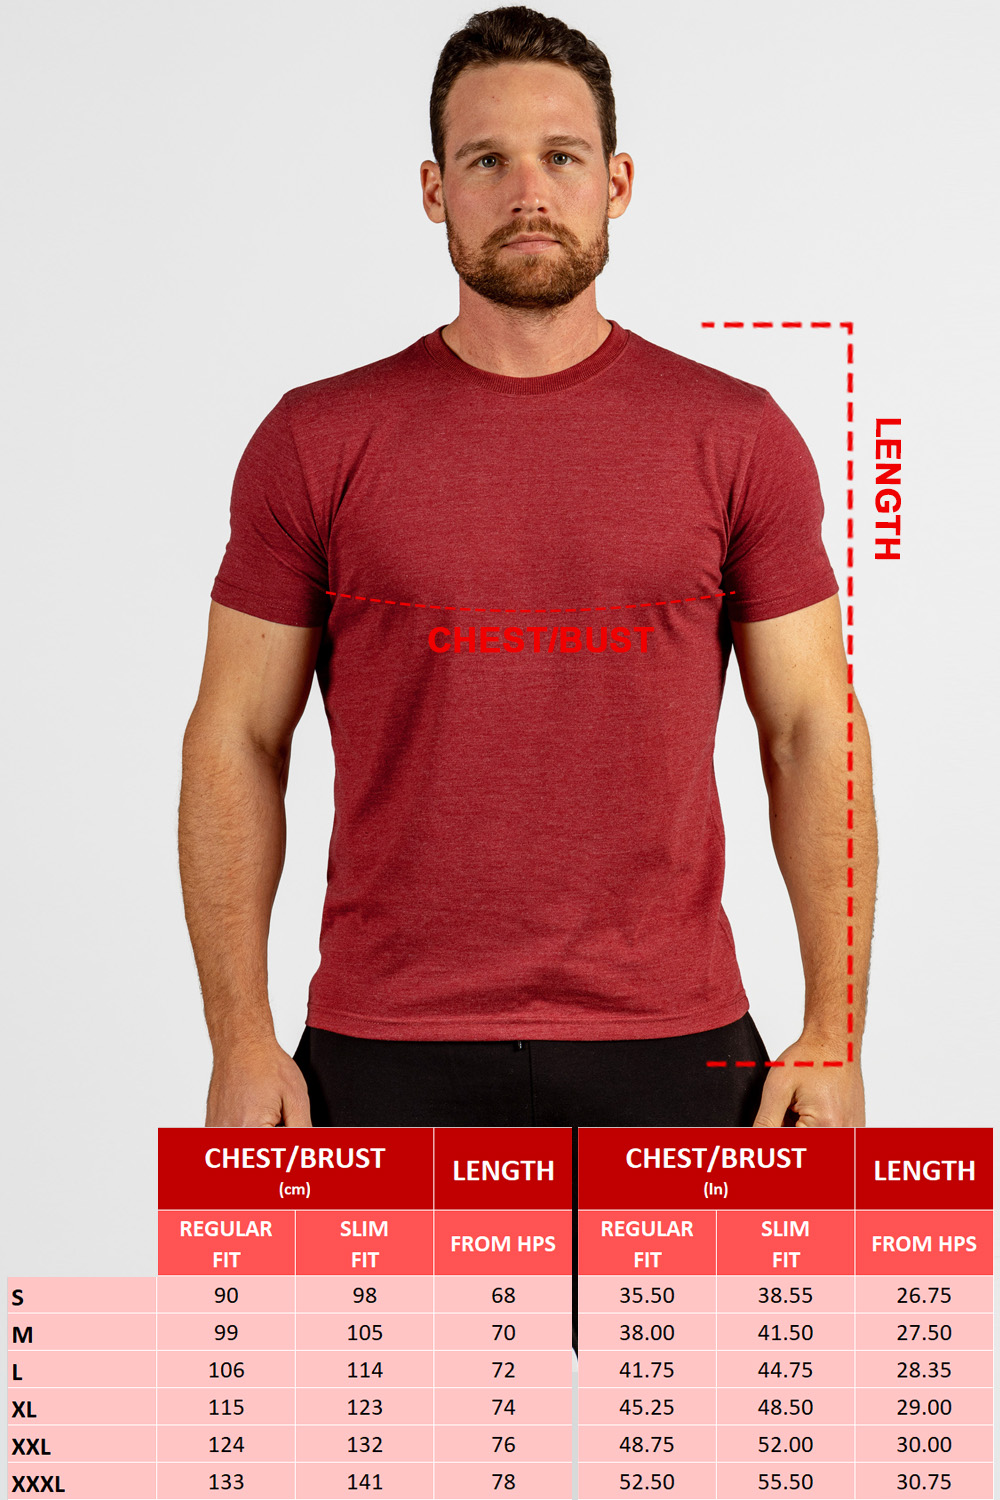 LENGTH
CHEST/BUST
CHEST/BRUST LENGTH CHEST/BRUST LENGTH
(cm) (In)
REGULAR FIT SLIM FIT FROM HPS REGULAR FIT SLIM FIT FROM HPS
S 90 98 68 35.50 38.55 26.75
M 99 105 70 38.00 41.50 27.50
L 106 114 72 41.75 44.75 28.35
XL 115 123 74 45.25 48.50 29.00
XXL 124 132 76 48.75 52.00 30.00
XXXL 133 141 78 52.50 55.50 30.75